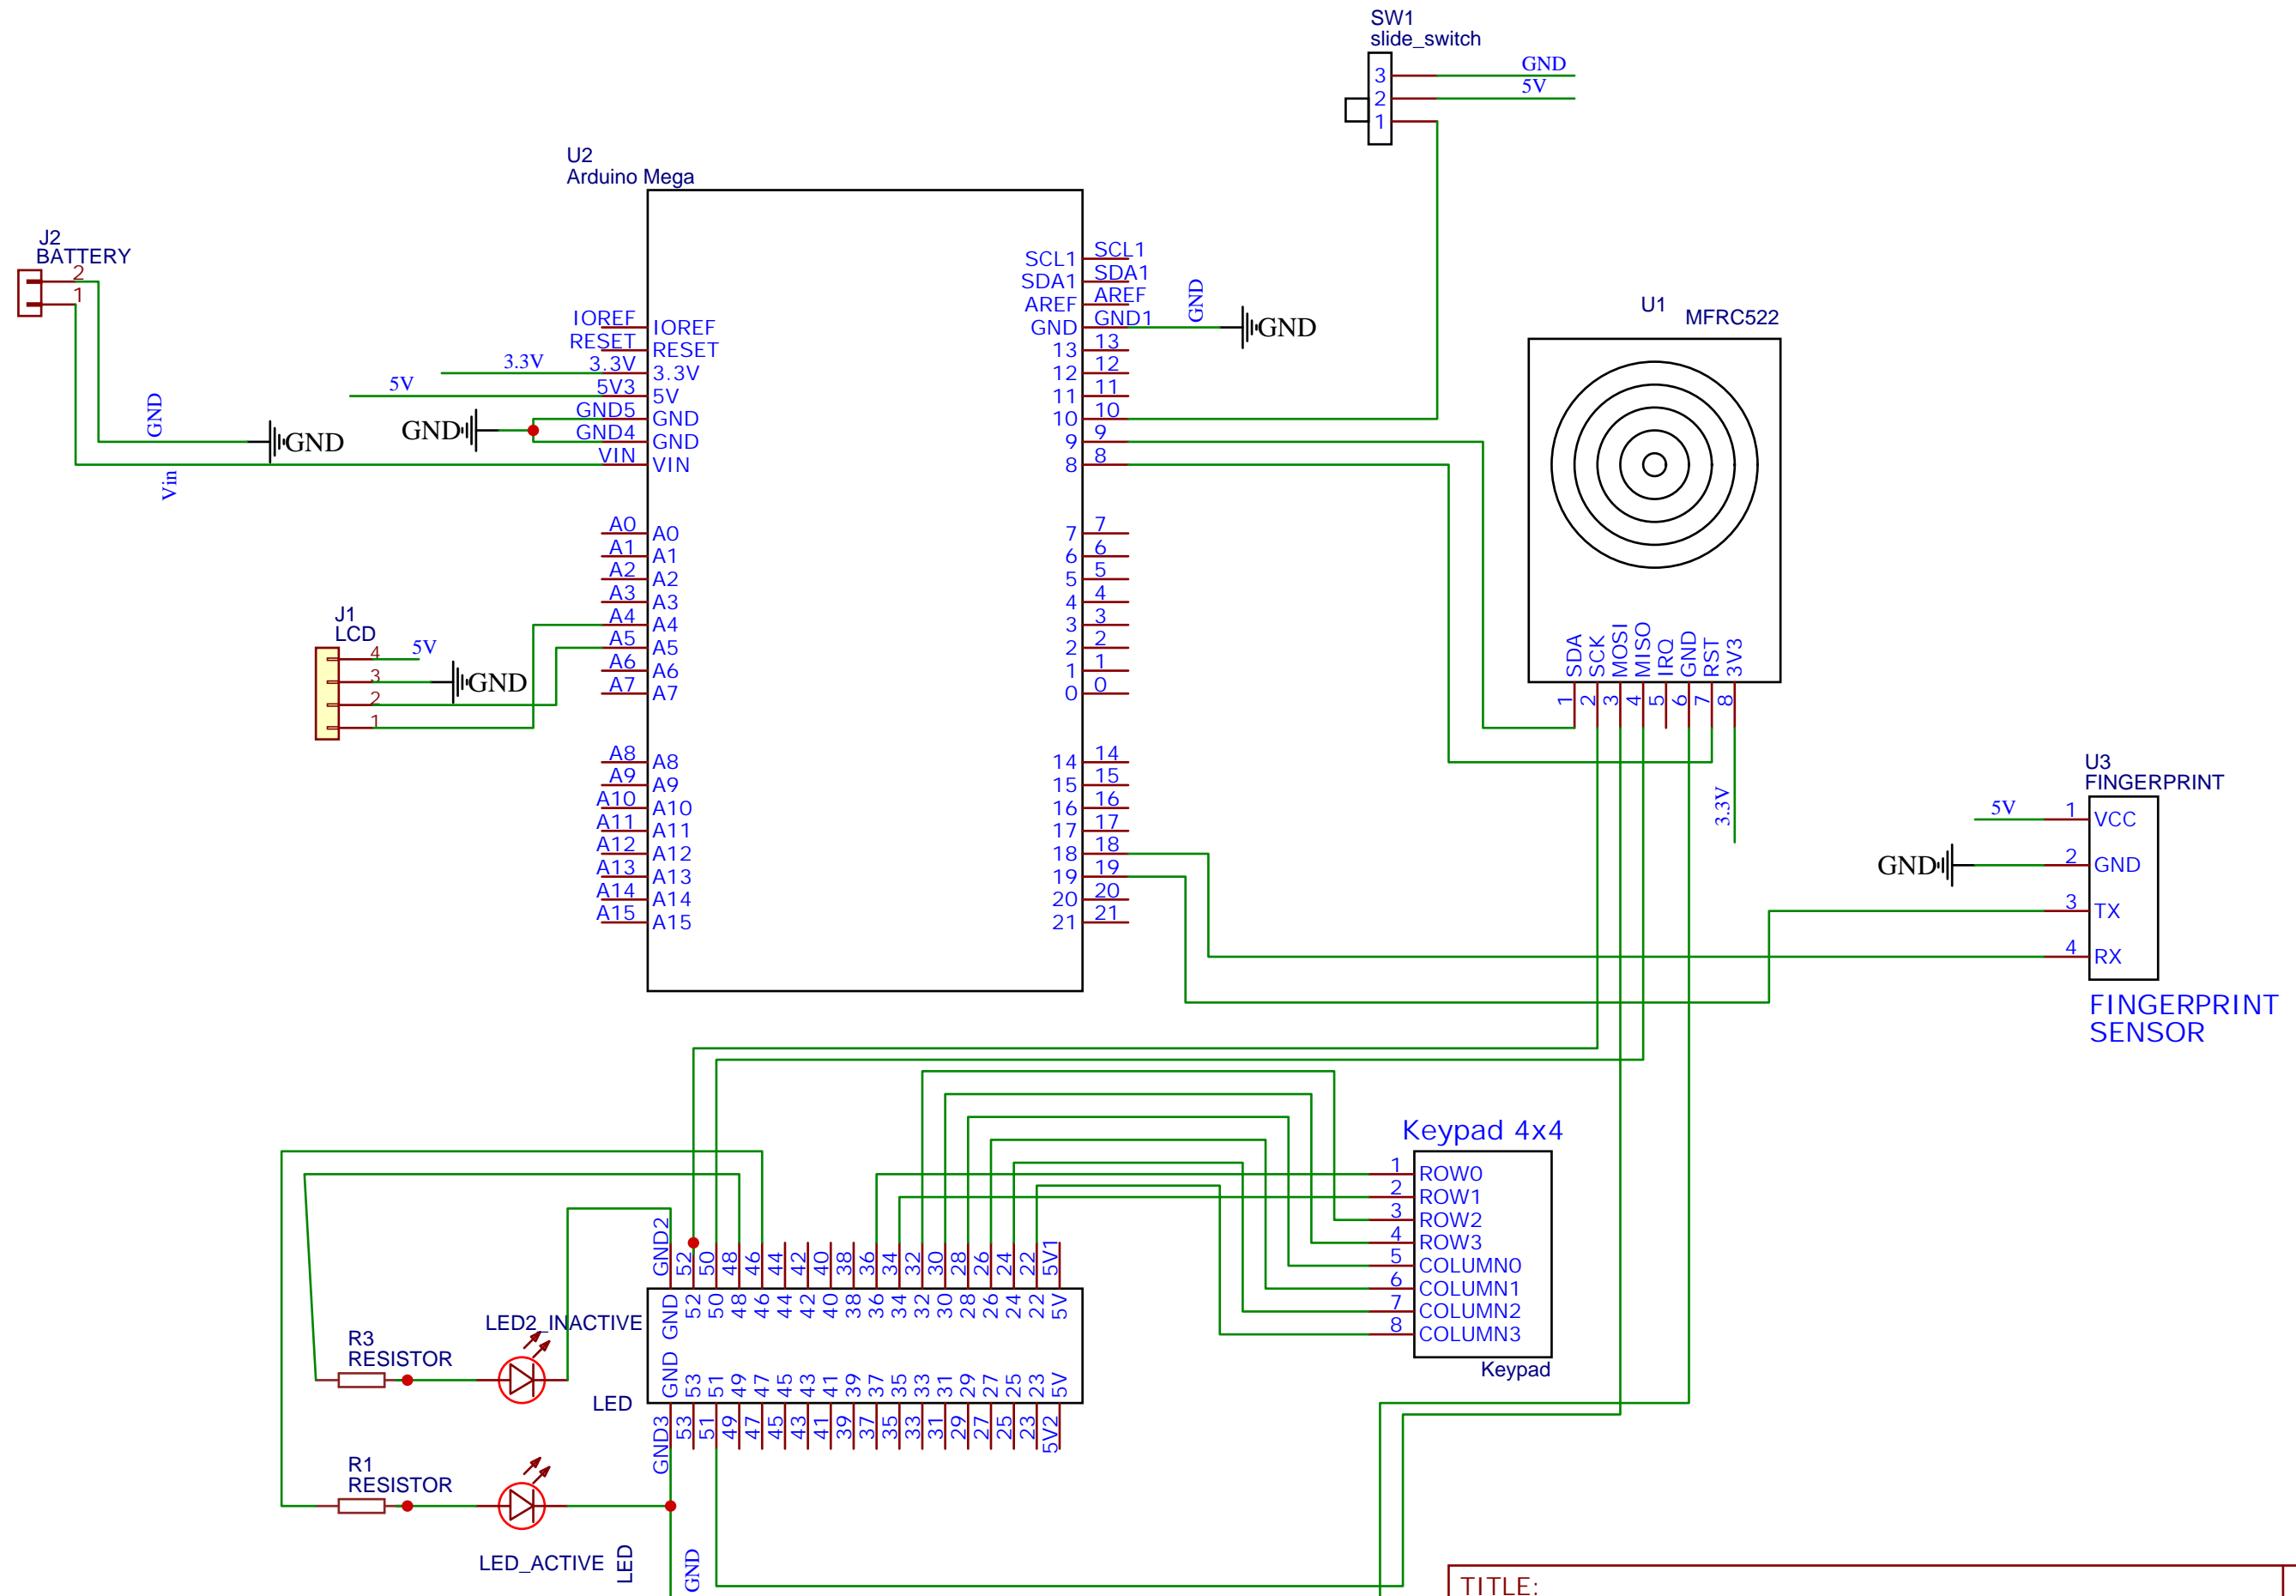 SW1
slide_switch
3
2
1
GND
5V
U2
Arduino Mega
J2
BATTERY
2
1
GND
Vin
GND
IOREF
RESET
3.3V
5V3
GND5
GND4
VIN
3.3V
5V
GND
IOREF
RESET
3.3V
5V
GND
GND
VIN
A0
A1
A2
A3
A4
A5
A6
A7
A0
A1
A2
A3
A4
A5
A6
A7
A8
A9
A10
A11
A12
A13
A14
A15
A8
A9
A10
A11
A12
A13
A14
A15
SCL1
SDA1
AREF
GND
13
12
11
10
9
8
SCL1
SDA1
AREF
GND1
13
12
11
10
9
8
GND
GND
7
6
5
4
3
2
1
0
7
6
5
4
3
2
1
0
14
15
16
17
18
19
20
21
14
15
16
17
18
19
20
21
J1
LCD
4
3
2
1
5V
GND
U1
MFRC522
SDA
SCK
MOSI
MISO
IRQ
GND
RST
3V3
1
2
3
4
5
6
7
8
3.3V
U3
FINGERPRINT
5V
GND
1
2
3
4
VCC
GND
TX
RX
FINGERPRINT
SENSOR
Keypad 4x4
1
2
3
4
5
6
7
8
ROW0
ROW1
ROW2
ROW3
COLUMN0
COLUMN1
COLUMN2
COLUMN3
Keypad
GND2
52
50
48
46
44
42
40
38
36
34
32
30
28
26
24
22
5V1
GND
52
50
48
46
44
42
40
38
36
34
32
30
28
26
24
22
5V
GND
53
51
49
47
45
43
41
39
37
35
33
31
29
27
25
23
5V
GND3
53
51
49
47
45
43
41
39
37
35
33
31
29
27
25
23
5V2
LED2_INACTIVE
R3
RESISTOR
LED
R1
RESISTOR
LED_ACTIVE
LED
GND
TITLE: